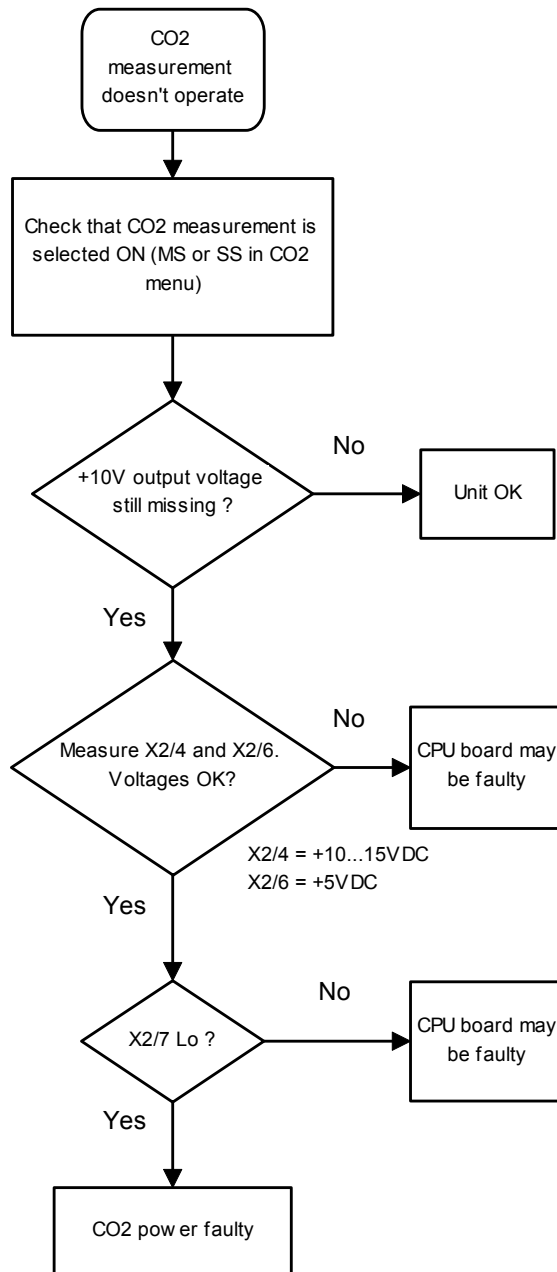 CO2
measurement
doesn't operate
Check that CO2 measurement is
selected ON (MS or SS in CO2
menu)
+10V output voltage
still missing ?
No
Unit OK
Yes
Measure X2/4 and X2/6.
Voltages OK?
No
CPU board may
be faulty
X2/4 = +10...15VDC
X2/6 = +5VDC
Yes
X2/7 Lo ?
No
CPU board may
be faulty
Yes
CO2 power faulty